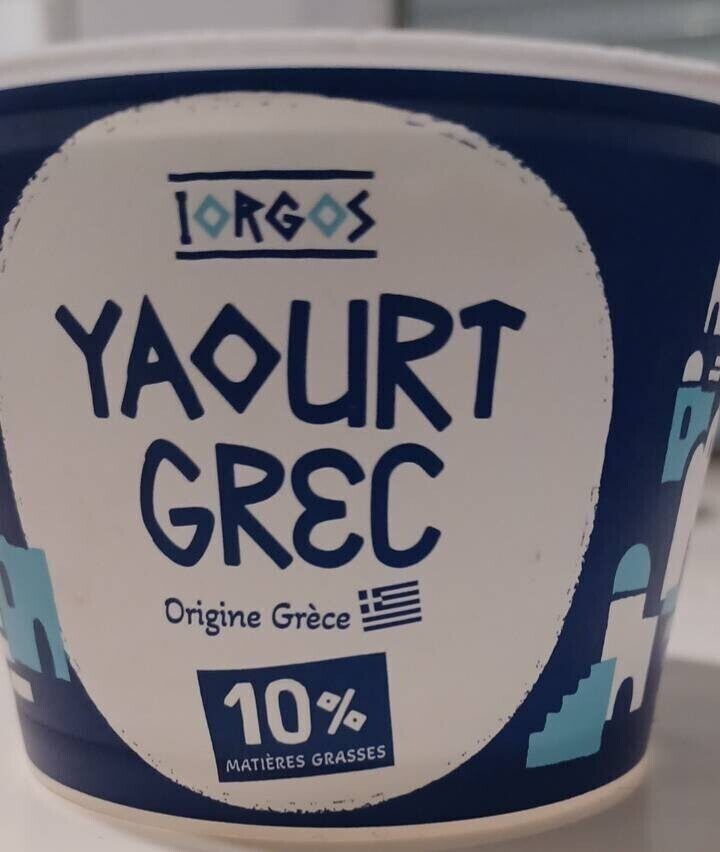 IORGOS
YAOURT
GREC
Origine Grèce
10%
MATIÈRES GRASSES